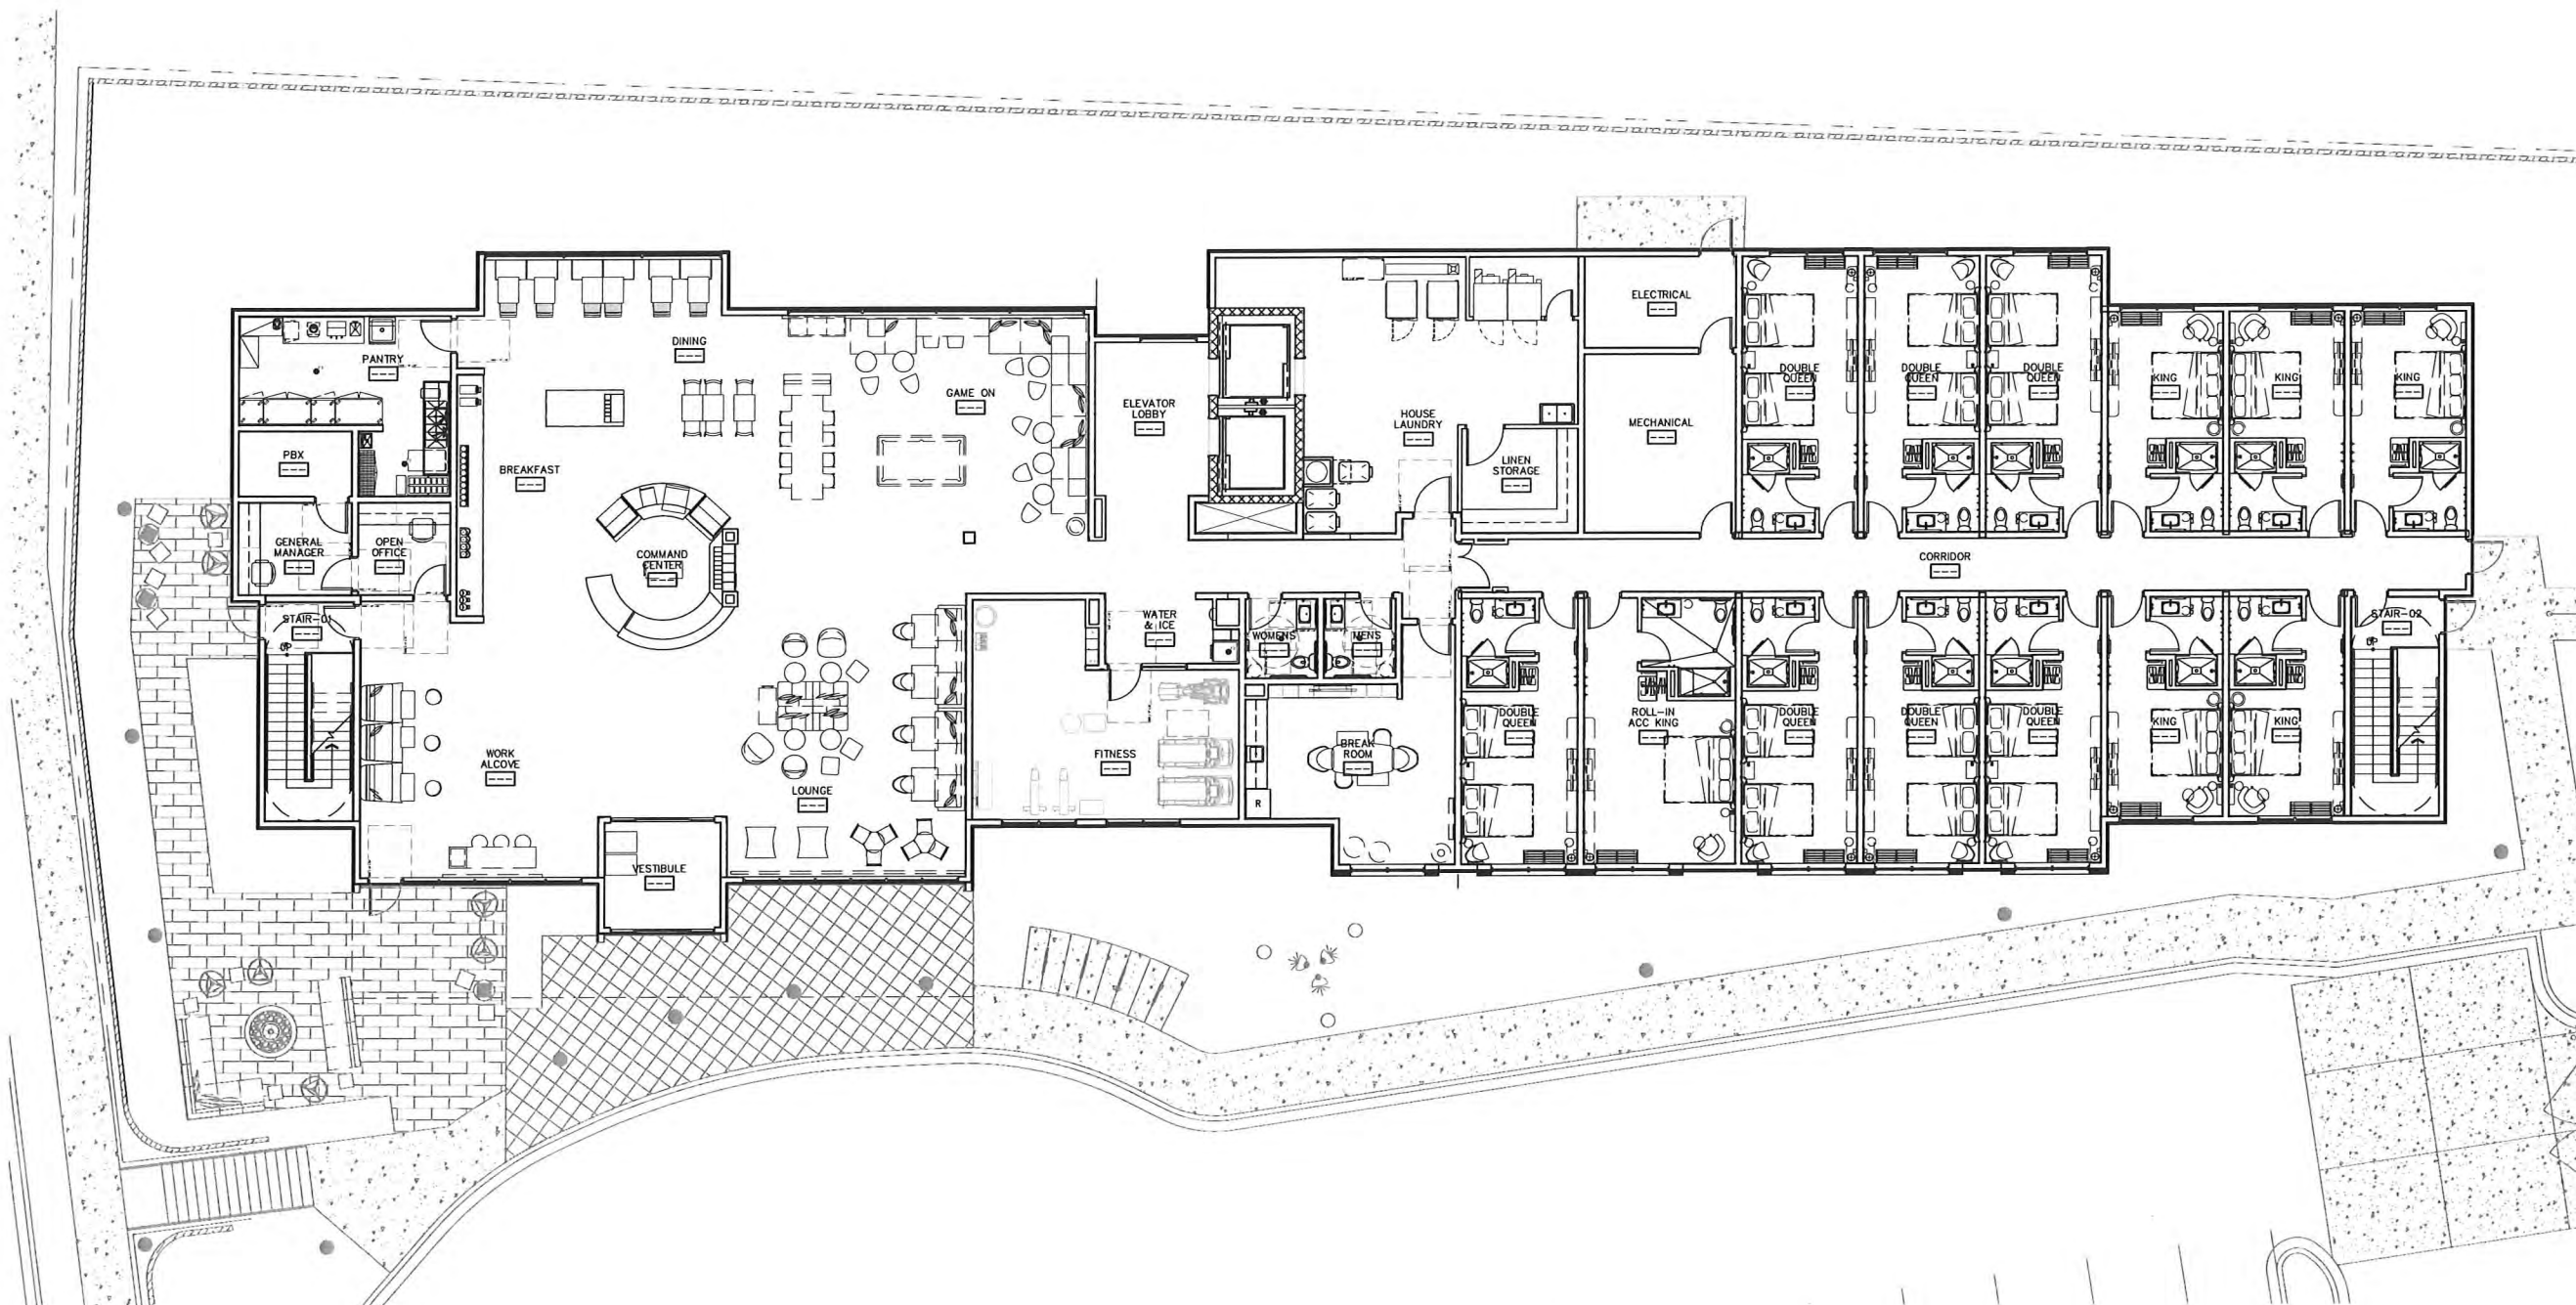 ELECTRICAL
DINING
PANTRY
DOUBLE
QUEEN
DOUBLE
QUEEN
DOUBLE
QUEEN
KING
KING
KING
GAME ON
ELEVATOR
LOBBY
HOUSE
LAUNDRY
MECHANICAL
PBX
BREAKFAST
LINEN
STORAGE
GENERAL
MANAGER
OPEN
OFFICE
COMMAND
CENTER
CORRIDOR
STAIR-01
UP
WATER
& ICE
WOMENS
MENS
STAIR-02
UP
DOUBLE
QUEEN
ROLL-IN
ACC KING
DOUBLE
QUEEN
DOUBLE
QUEEN
DOUBLE
QUEEN
KING
KING
WORK
ALCOVE
FITNESS
BREAK
ROOM
LOUNGE
R
VESTIBULE